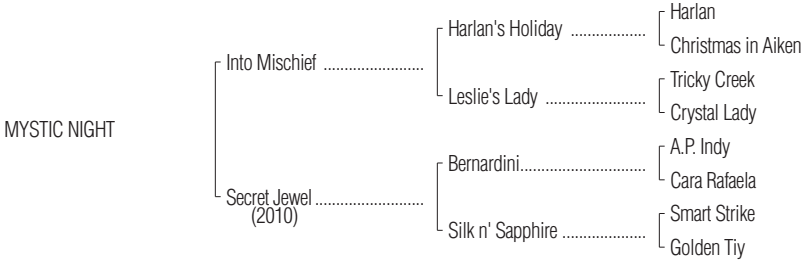 Harlan
Harlan's Holiday ..................
Christmas in Aiken
Into Mischief ........................
Tricky Creek
Leslie's Lady ........................
Crystal Lady
MYSTIC NIGHT
A.P. Indy
Bernardini..............................
Cara Rafaela
Secret Jewel ..........................
(2010)
Smart Strike
Silk n' Sapphire ....................
Golden Tiy